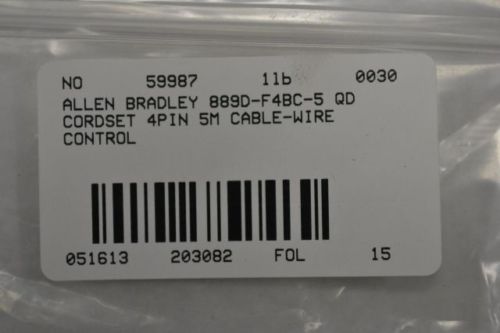 NO 59987 1lb 0030
ALLEN BRADLEY 889D-F4BC-5 QD
CORDSET 4PIN 5M CABLE-WIRE
CONTROL
051613 203082 FOL 15